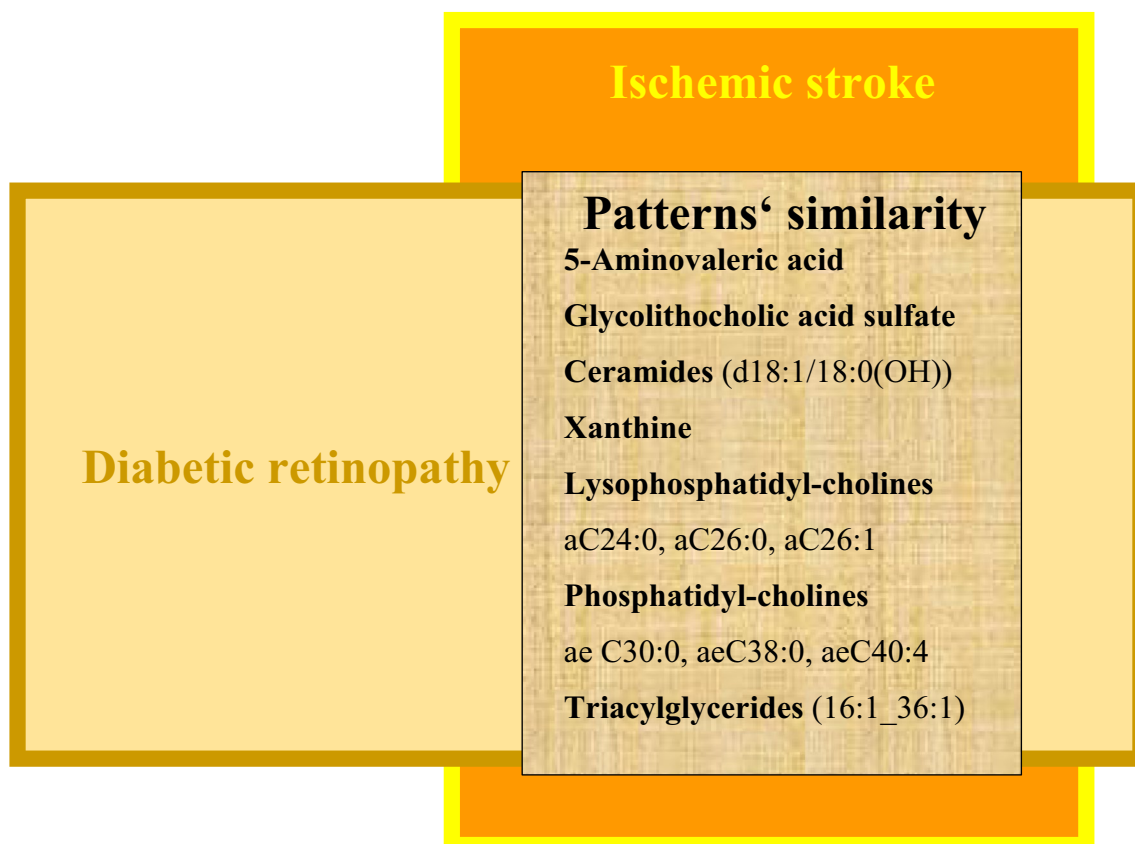 Ischemic stroke
Patterns‘ similarity
5-Aminovaleric acid
Glycolithocholic acid sulfate
Ceramides (d18:1/18:0(OH))
Xanthine
Diabetic retinopathy
Lysophosphatidyl-cholines
aC24:0, aC26:0, aC26:1
Phosphatidyl-cholines
ae C30:0, aeC38:0, aeC40:4
Triacylglycerides (16:1_36:1)